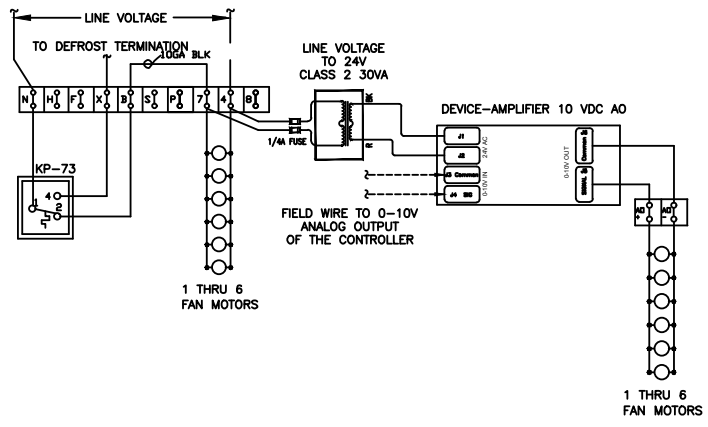 LINE VOLTAGE
TO DEFROST TERMINATION
10GA BLK
N H F X B S P 7 4 8
KP-73
4
1 2
1 THRU 6
FAN MOTORS
LINE VOLTAGE
TO 24V
CLASS 2 30VA
1/4A FUSE
BK
R
DEVICE-AMPLIFIER 10 VDC AO
J1
J2
24V AC
J3 Common
J4 SIG
0-10V IN
0-10V OUT
Common
SIGNAL
FIELD WIRE TO 0-10V
ANALOG OUTPUT
OF THE CONTROLLER
AO AO
+ -
1 THRU 6
FAN MOTORS